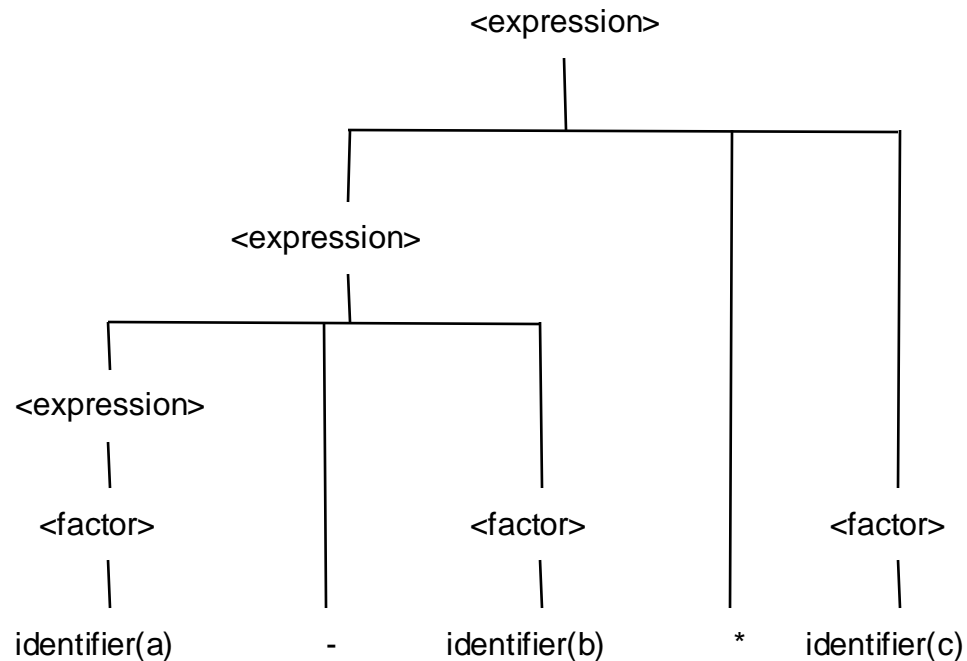 <expression>
<expression>
<expression>
<factor> <factor> <factor>
identifier(a) - identifier(b) * identifier(c)